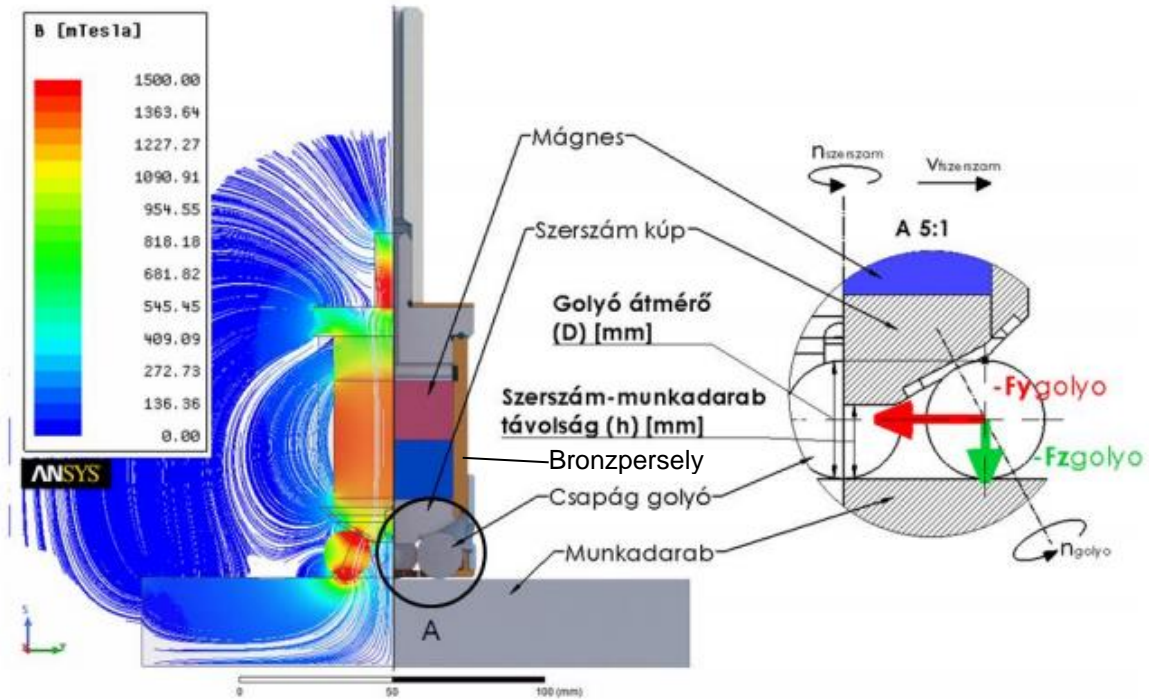 B [mTesla]
1500.00
1363.64
1227.27
1090.91
954.55
818.18
681.82
545.45
409.09
272.73
136.36
0.00
ANSYS
Mágnes
Szerszám kúp
Golyó átmérő
(D) [mm]
Szerszám-munkadarab
távolság (h) [mm]
Bronzpersely
Csapág golyó
Munkadarab
A
0
50
100 (mm)
nszerszam
vfszerszam
A 5:1
-Fygolyo
-Fzgolyo
ngolyo